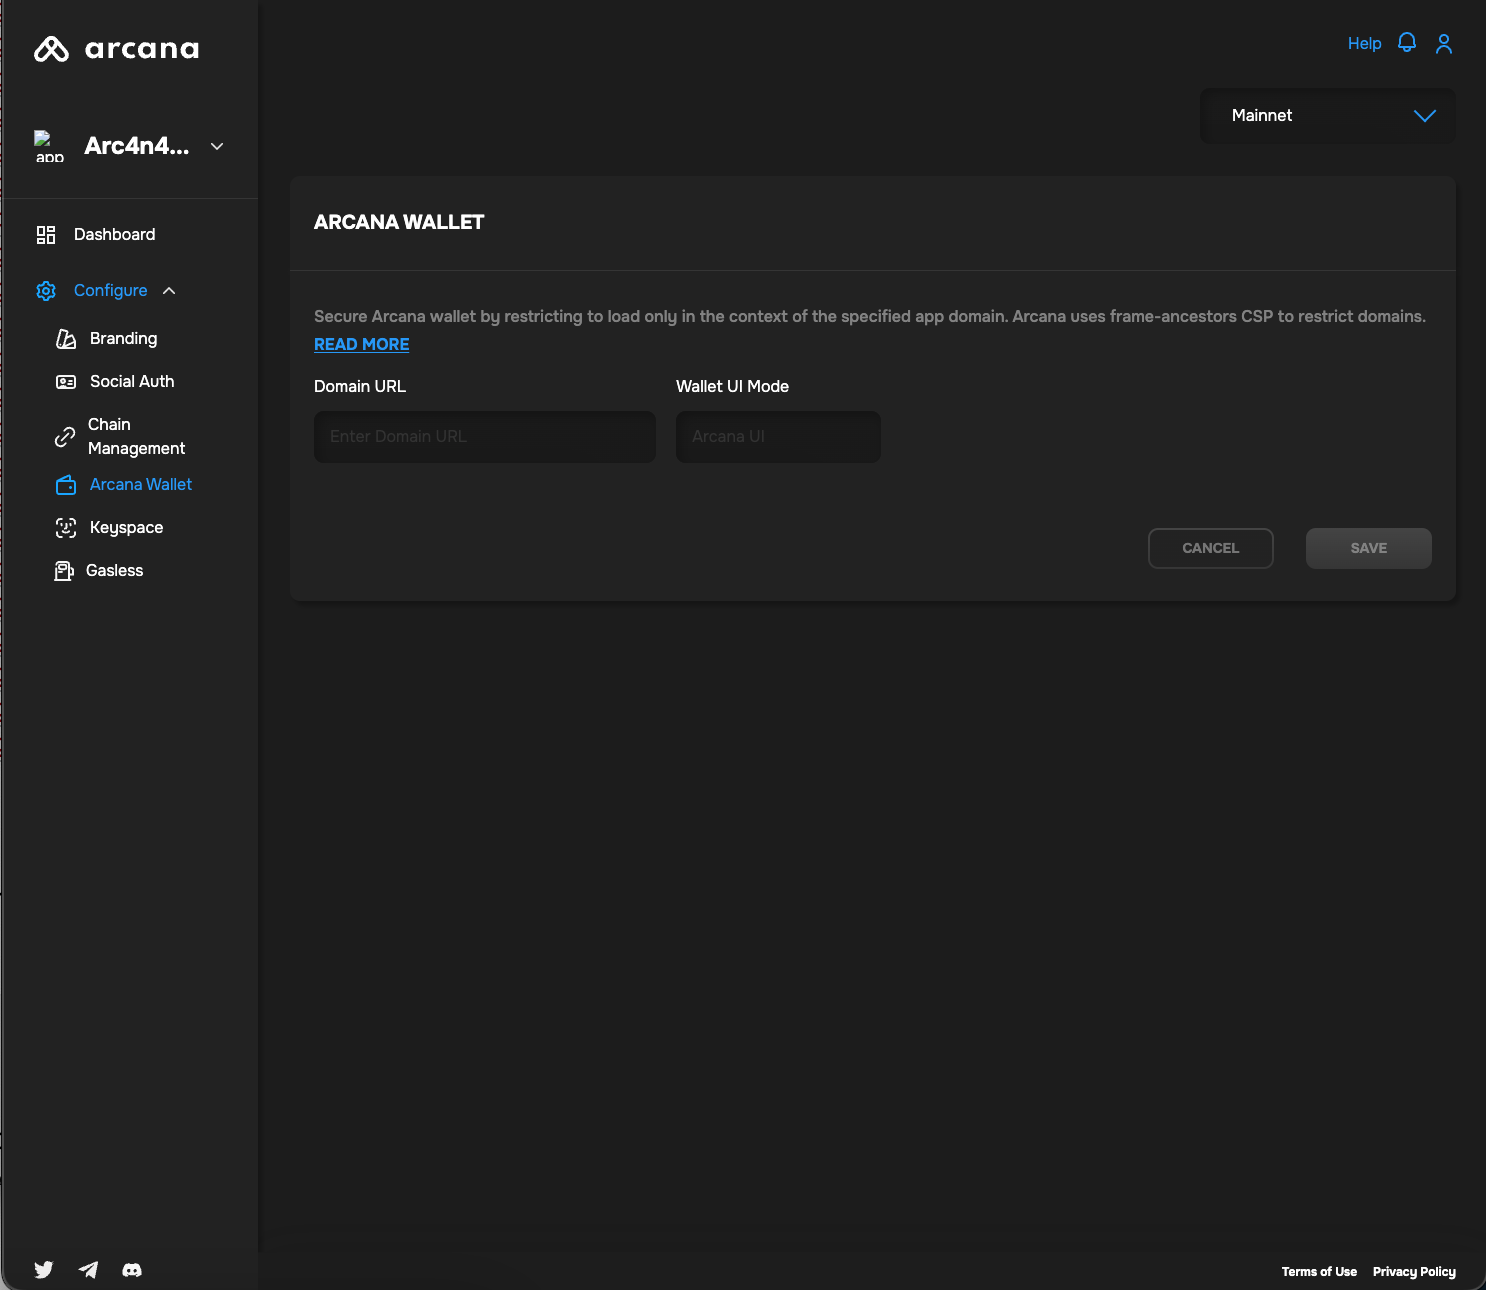 arcana
Help
Mainnet
app
Arc4n4...
Dashboard
Configure
Branding
Social Auth
Chain
Management
Arcana Wallet
Keyspace
Gasless
ARCANA WALLET
Secure Arcana wallet by restricting to load only in the context of the specified app domain. Arcana uses frame-ancestors CSP to restrict domains.
READ MORE
Domain URL
Wallet UI Mode
Enter Domain URL
Arcana UI
CANCEL
SAVE
Terms of Use
Privacy Policy